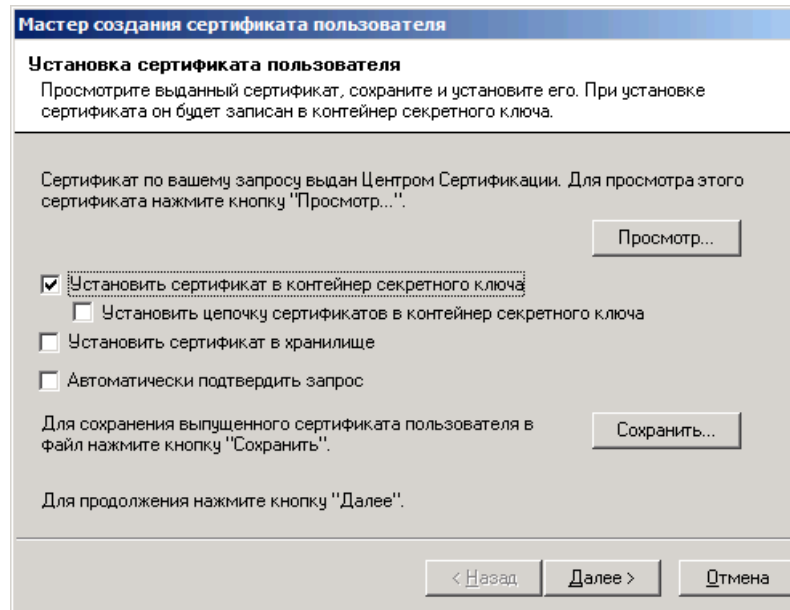 Мастер создания сертификата пользователя
Установка сертификата пользователя
Просмотрите выданный сертификат, сохраните и установите его. При установке
сертификата он будет записан в контейнер секретного ключа.
Сертификат по вашему запросу выдан Центром Сертификации. Для просмотра этого
сертификата нажмите кнопку "Просмотр...".
Просмотр...
Установить сертификат в контейнер секретного ключа
Установить цепочку сертификатов в контейнер секретного ключа
Установить сертификат в хранилище
Автоматически подтвердить запрос
Для сохранения выпущенного сертификата пользователя в
файл нажмите кнопку "Сохранить".
Сохранить...
Для продолжения нажмите кнопку "Далее".
< Назад
Далее >
Отмена